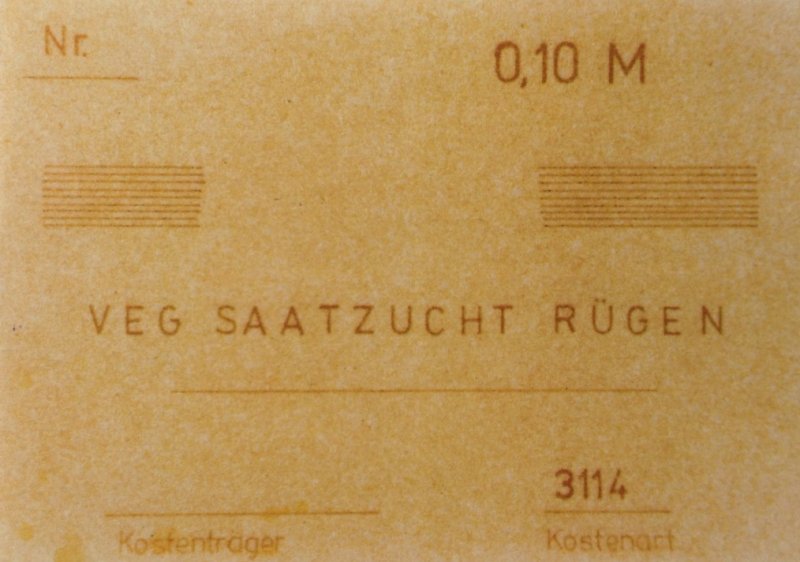 Nr.
0,10 M
VEG SAATZUCHT RÜGEN
3114
Kostenträger
Kostenart